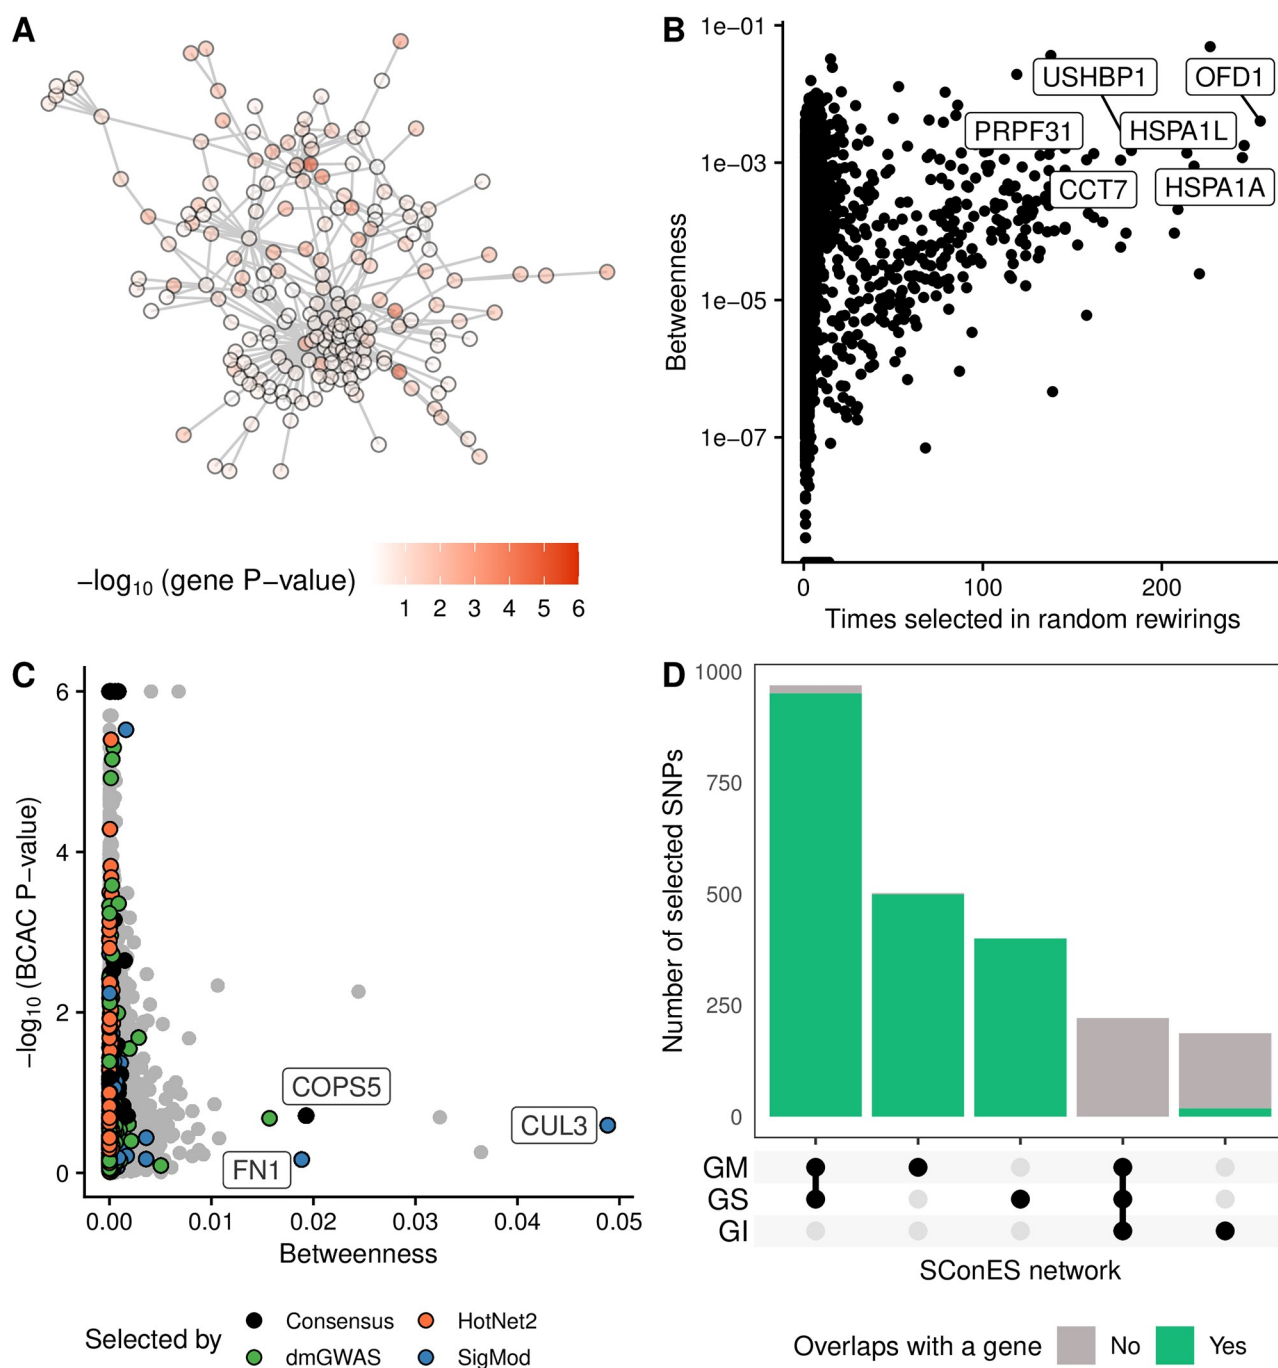 A
−log₁₀ (gene P−value)
1 2 3 4 5 6
B
1e−01
1e−03
1e−05
1e−07
Betweenness
USHBP1
OFD1
PRPF31
HSPA1L
CCT7
HSPA1A
0 100 200
Times selected in random rewirings
C
6
4
2
0
−log₁₀ (BCAC P−value)
COPS5
CUL3
FN1
0.00 0.01 0.02 0.03 0.04 0.05
Betweenness
Selected by
Consensus
HotNet2
dmGWAS
SigMod
D
1000
750
500
250
0
Number of selected SNPs
GM
GS
GI
SConES network
Overlaps with a gene No Yes